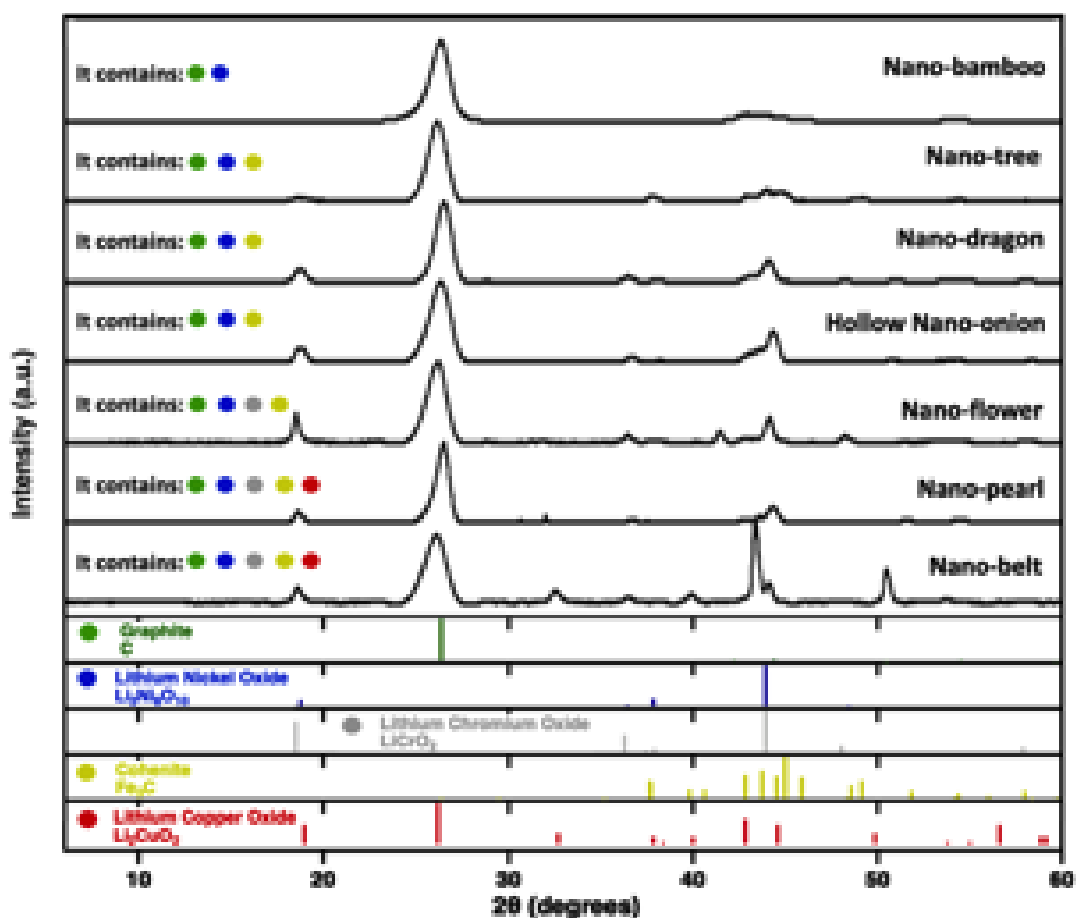 It contains:
Nano-bamboo
It contains:
Nano-tree
It contains:
Nano-dragon
It contains:
Hollow Nano-onion
It contains:
Nano-flower
It contains:
Nano-pearl
It contains:
Nano-belt
Intensity (a.u.)
Graphite
C
Lithium Nickel Oxide
Lithium Chromium Oxide
LiCrO₂
Cohenite
Fe₃C
Lithium Copper Oxide
Li₂CuO₂
10 20 30 40 50 60
2θ (degrees)